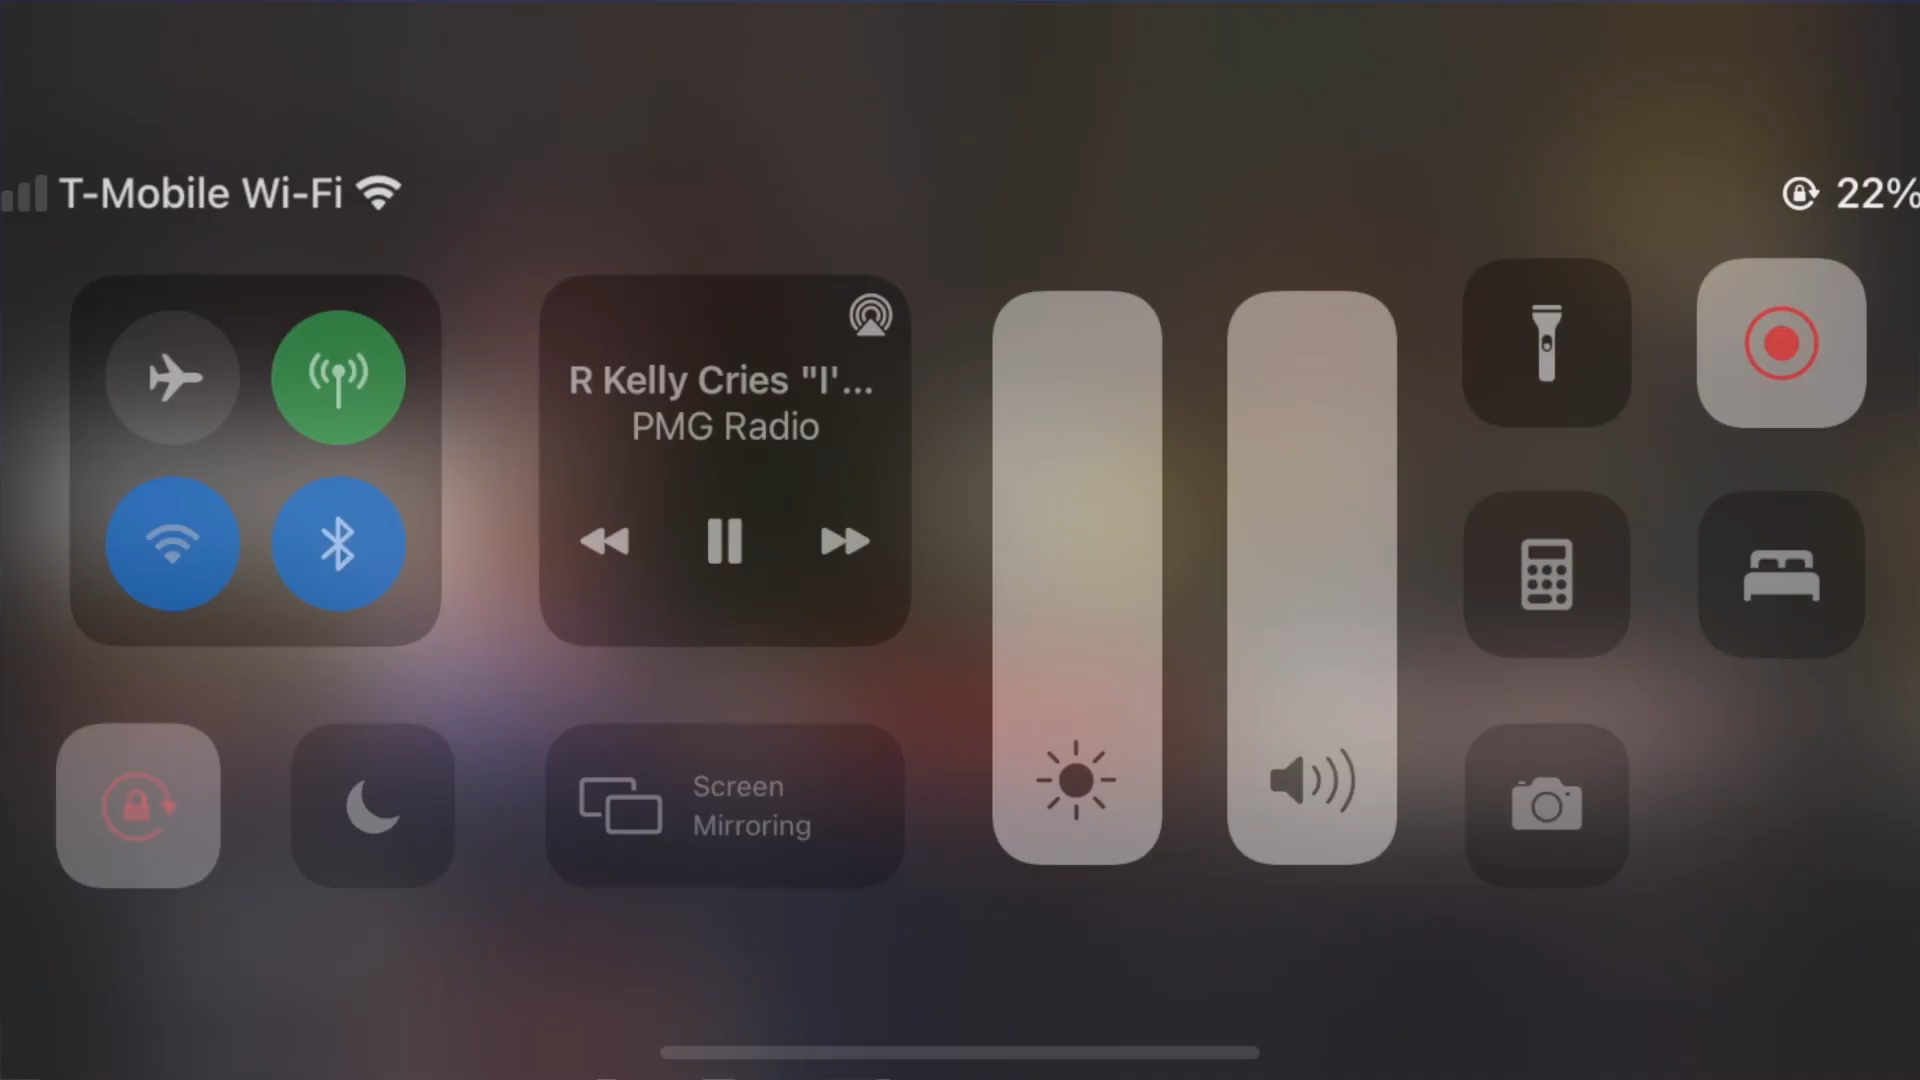 T-Mobile Wi-Fi
22%
R Kelly Cries "I'...
PMG Radio
Screen
Mirroring